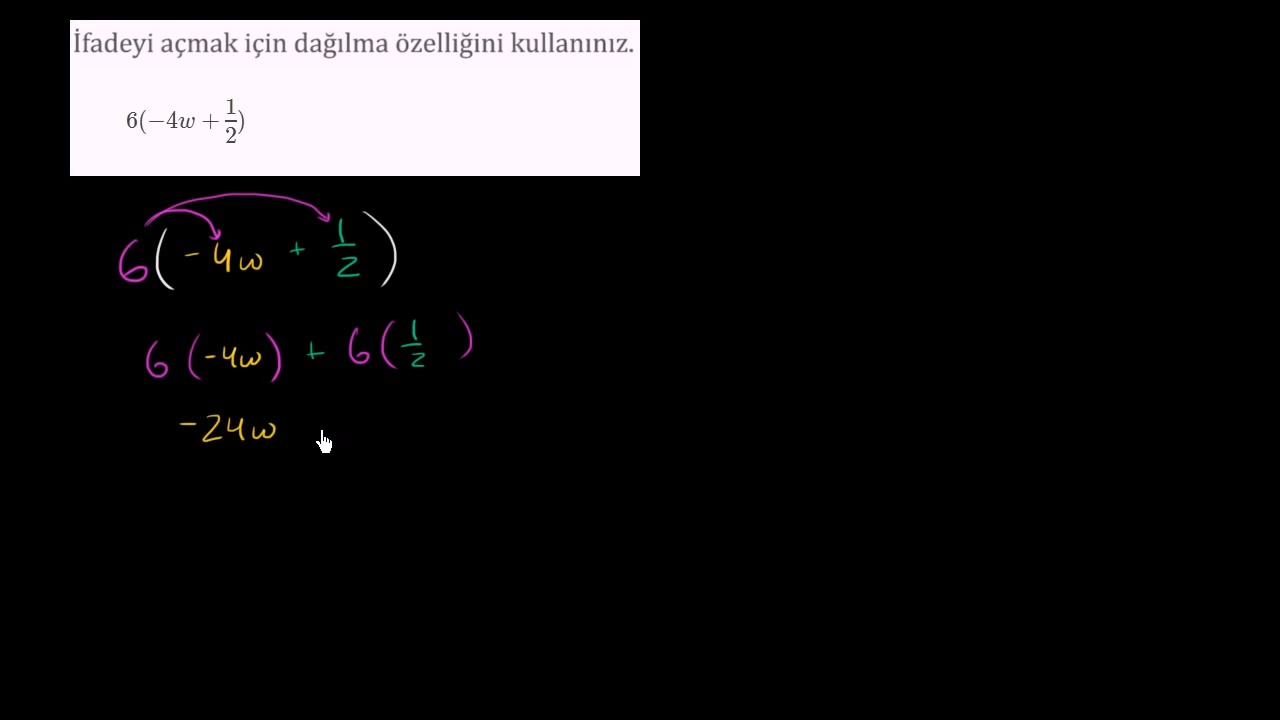 İfadeyi açmak için dağılma özelliğini kullanınız.
6(−4w + 1/2)
6(-4w + 1/2)
6(-4w) + 6(1/2)
-24w